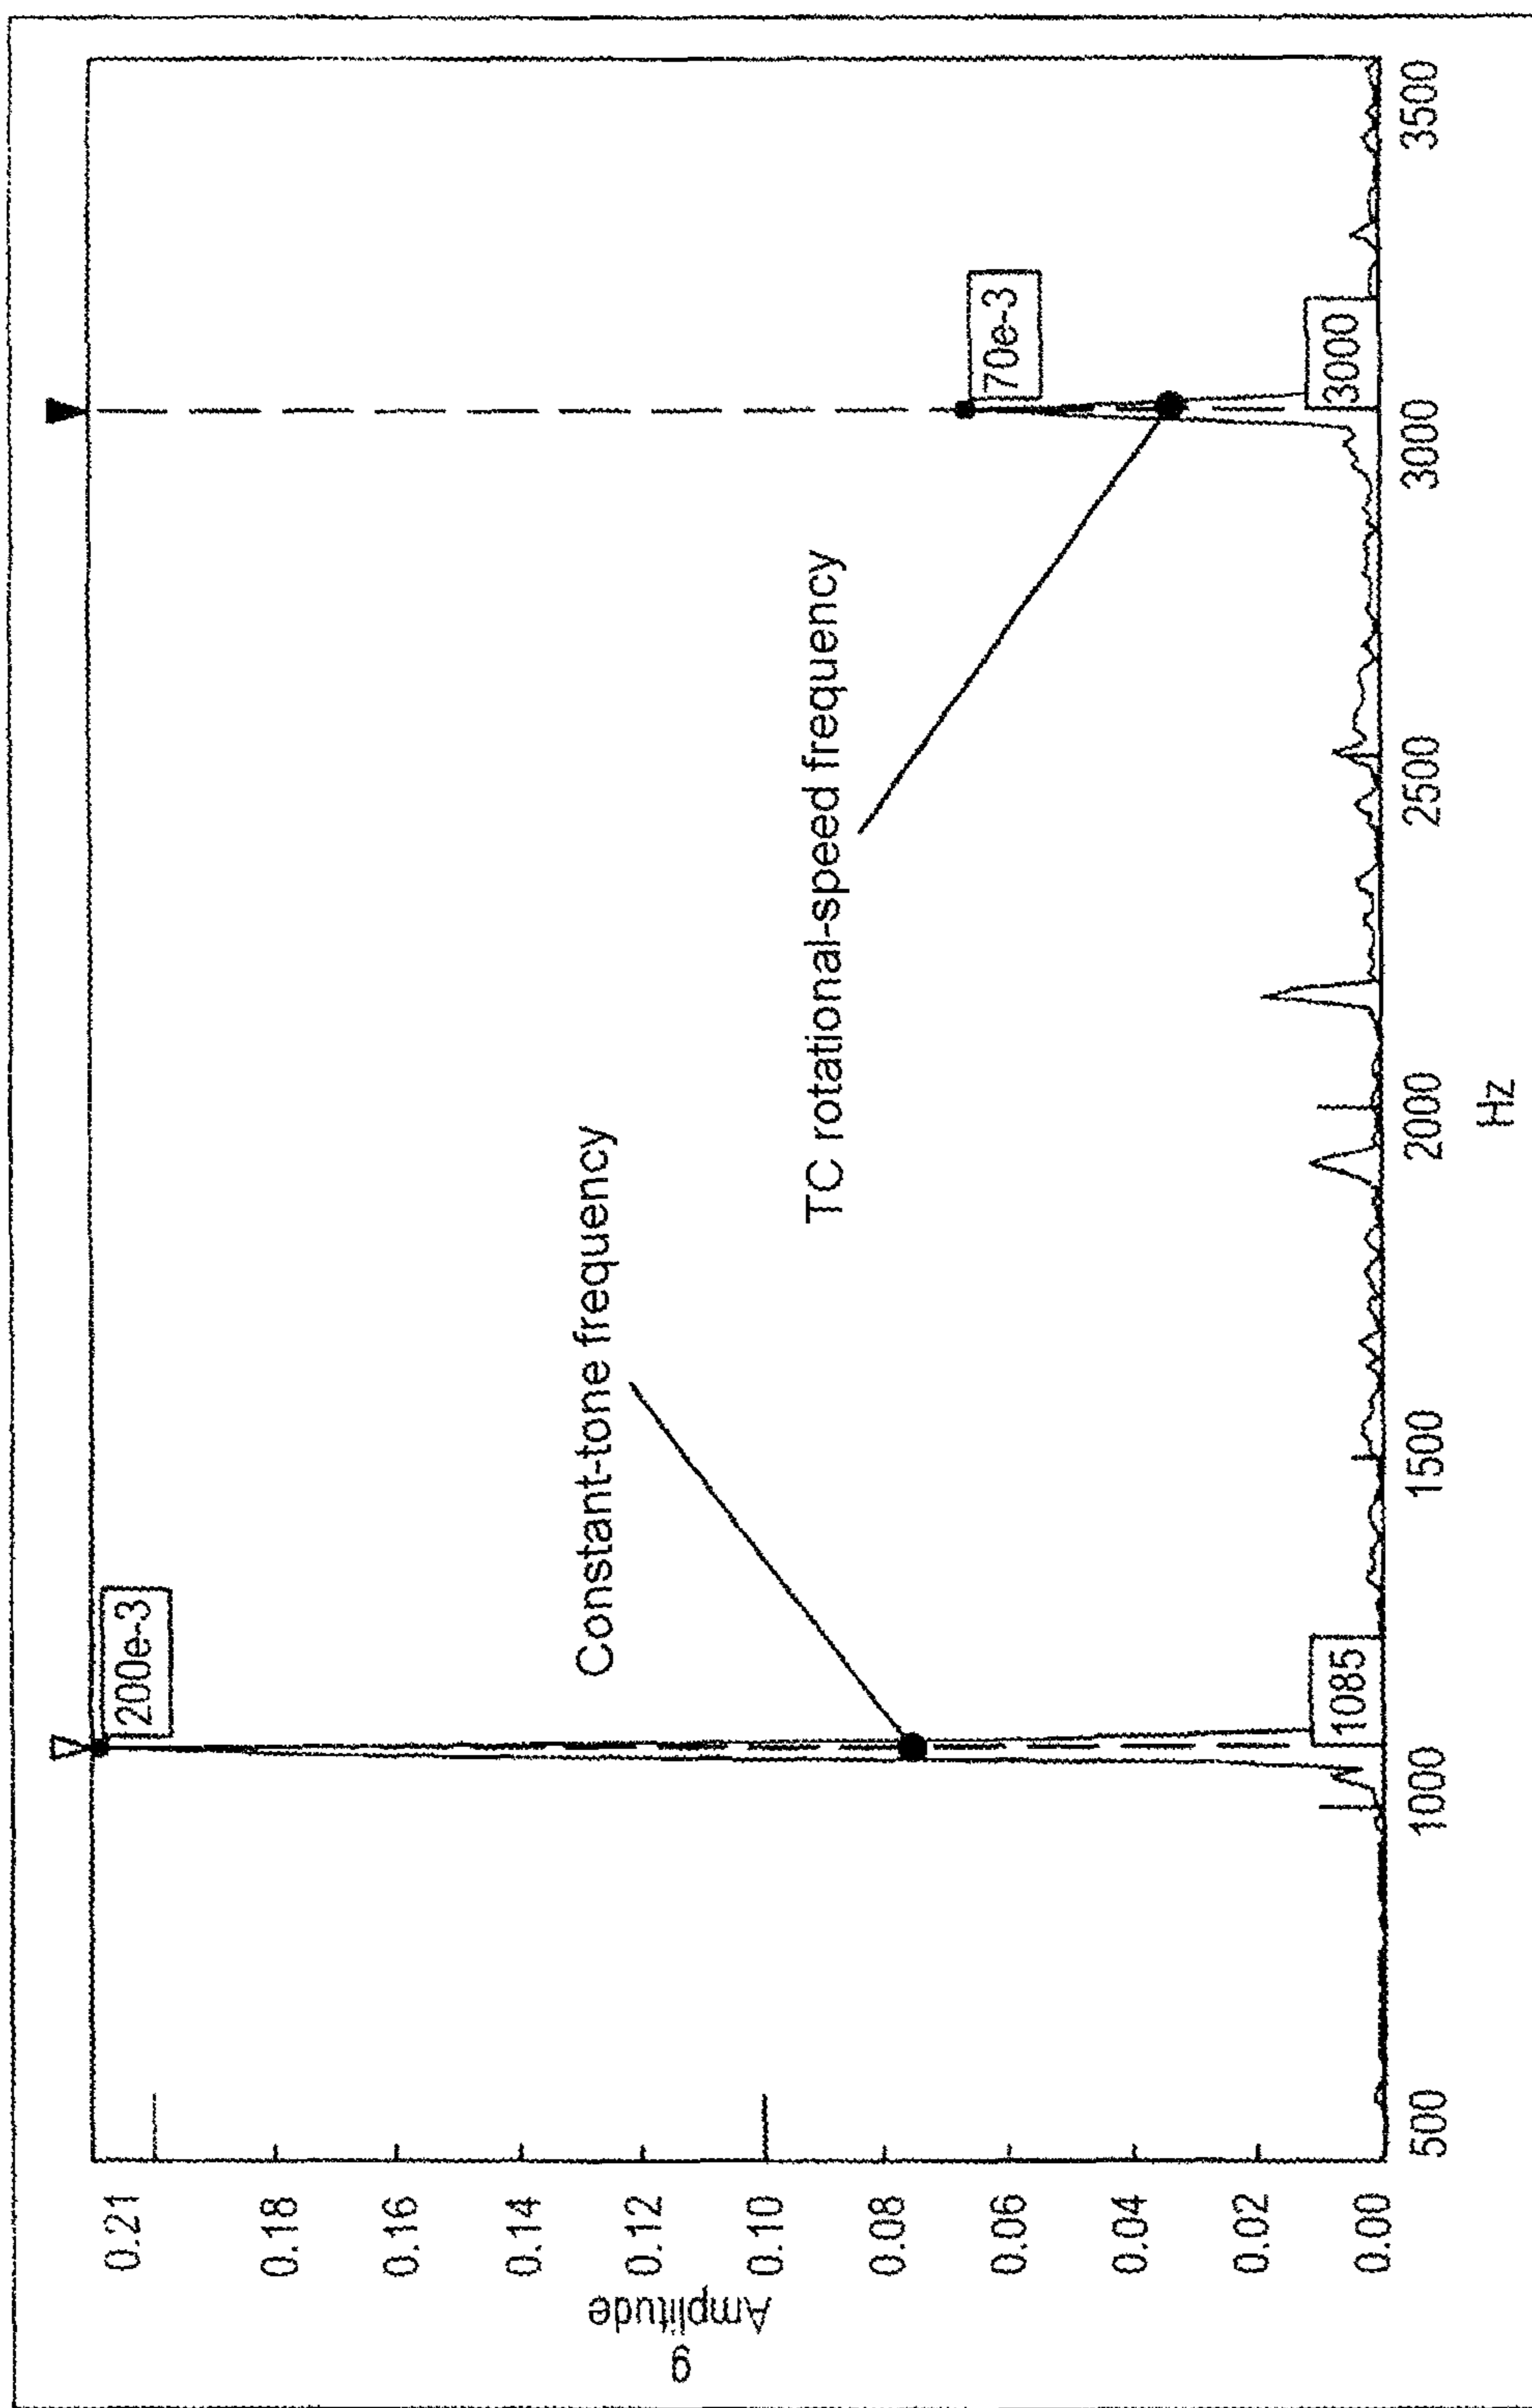 200e-3
70e-3
Constant-tone frequency
TC rotational-speed frequency
1085
3000
0.21
0.18
0.16
0.14
0.12
0.10
0.08
0.06
0.04
0.02
0.00
g
Amplitude
500
1000
1500
2000
2500
3000
3500
Hz